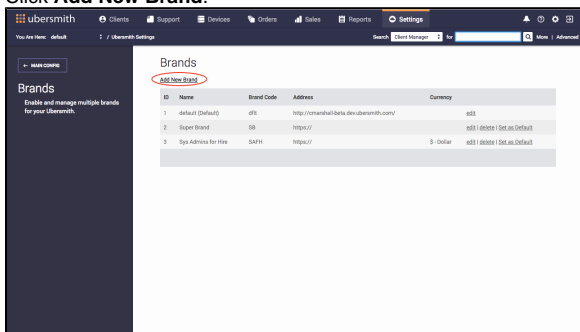 Click Add New Brand.
ubersmith Clients Support Devices Orders Sales Reports Settings
You Are Here: default / Ubersmith Settings Search Client Manager for More | Advanced
← MAIN CONFIG
Brands
Enable and manage multiple brands
for your Ubersmith.
Brands
Add New Brand
ID Name Brand Code Address Currency
1 default (Default) dflt http://cmarshall-beta.dev.ubersmith.com/ edit
2 Super Brand SB https:// edit | delete | Set as Default
3 Sys Admins for Hire SAFH https:// $ - Dollar edit | delete | Set as Default